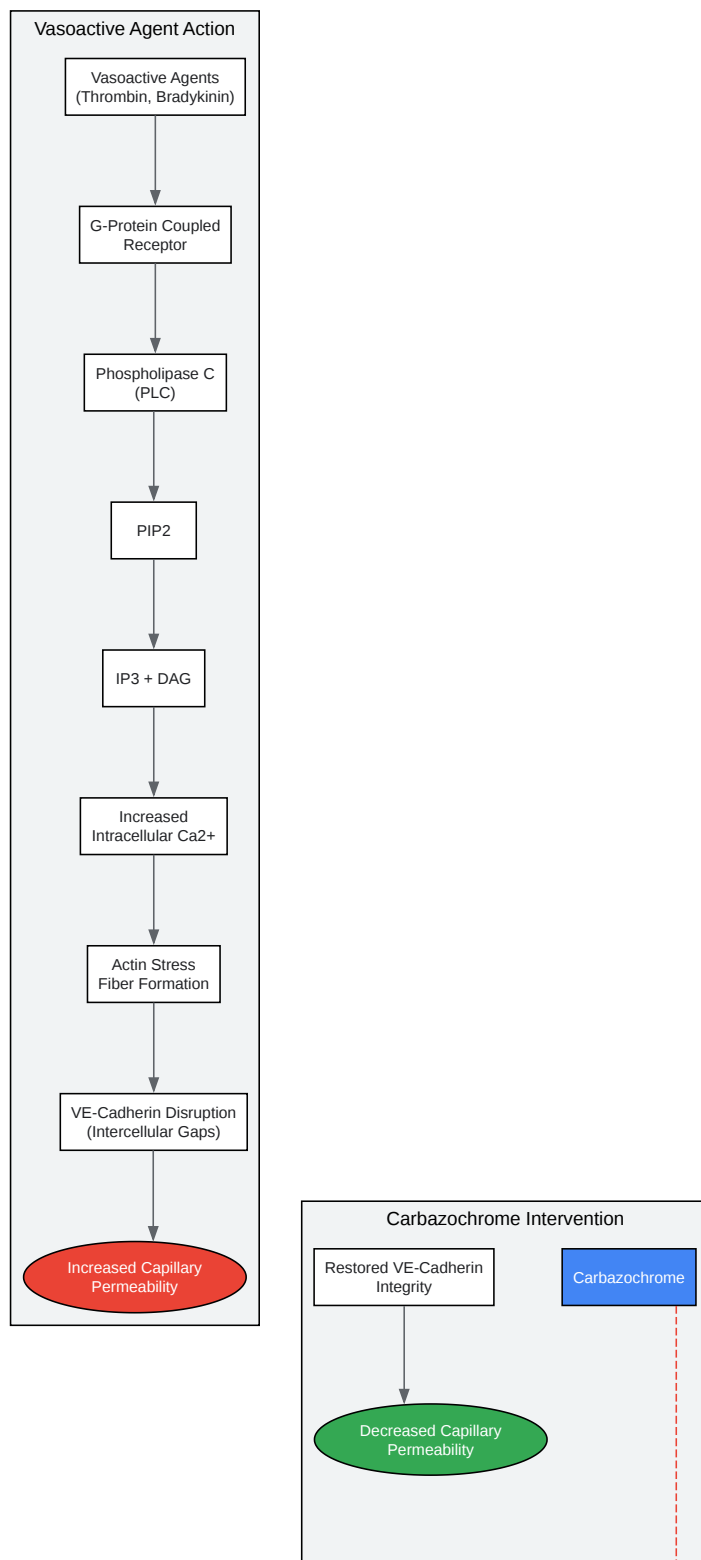 Vasoactive Agent Action
Vasoactive Agents
(Thrombin, Bradykinin)
G-Protein Coupled
Receptor
Phospholipase C
(PLC)
PIP2
IP3 + DAG
Increased
Intracellular Ca2+
Actin Stress
Fiber Formation
VE-Cadherin Disruption
(Intercellular Gaps)
Increased Capillary
Permeability
Carbazochrome Intervention
Restored VE-Cadherin
Integrity
Carbazochrome
Decreased Capillary
Permeability